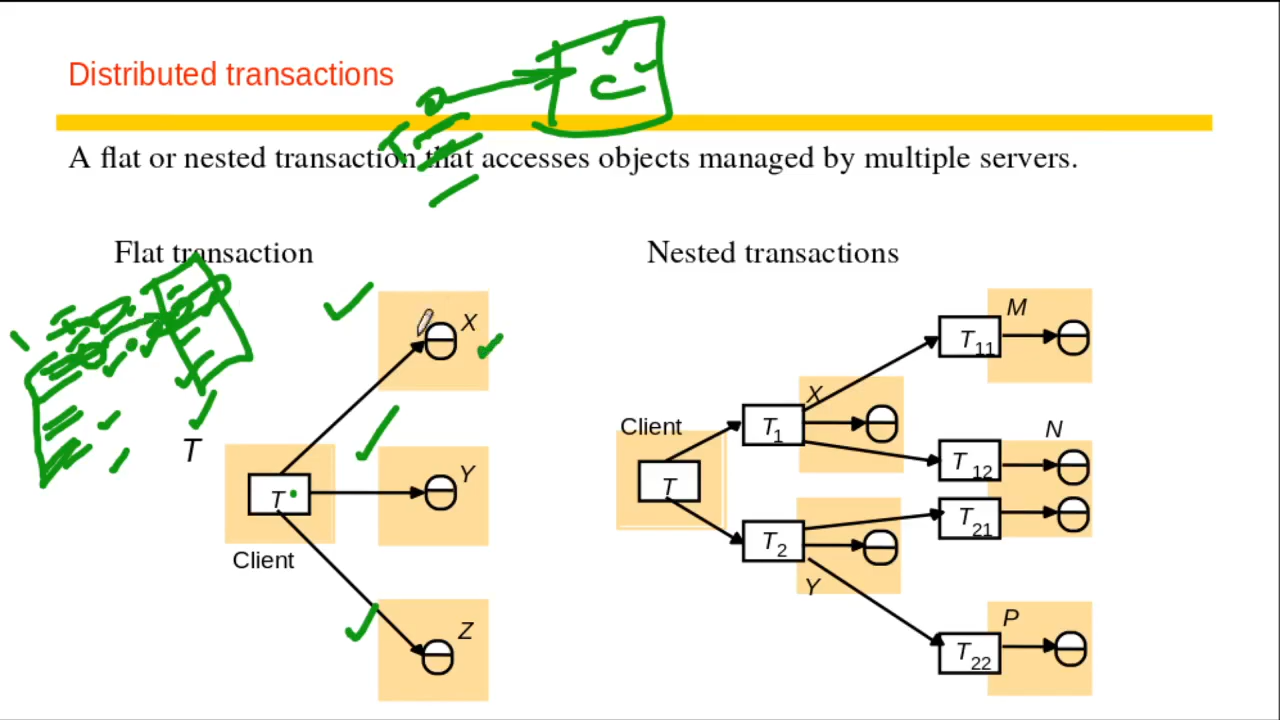 Distributed transactions
C
T
A flat or nested transaction that accesses objects managed by multiple servers.
Flat transaction
Nested transactions
X
T
Y
T
Client
Z
M
T11
X
Client
T1
N
T
T12
T21
T2
Y
P
T22